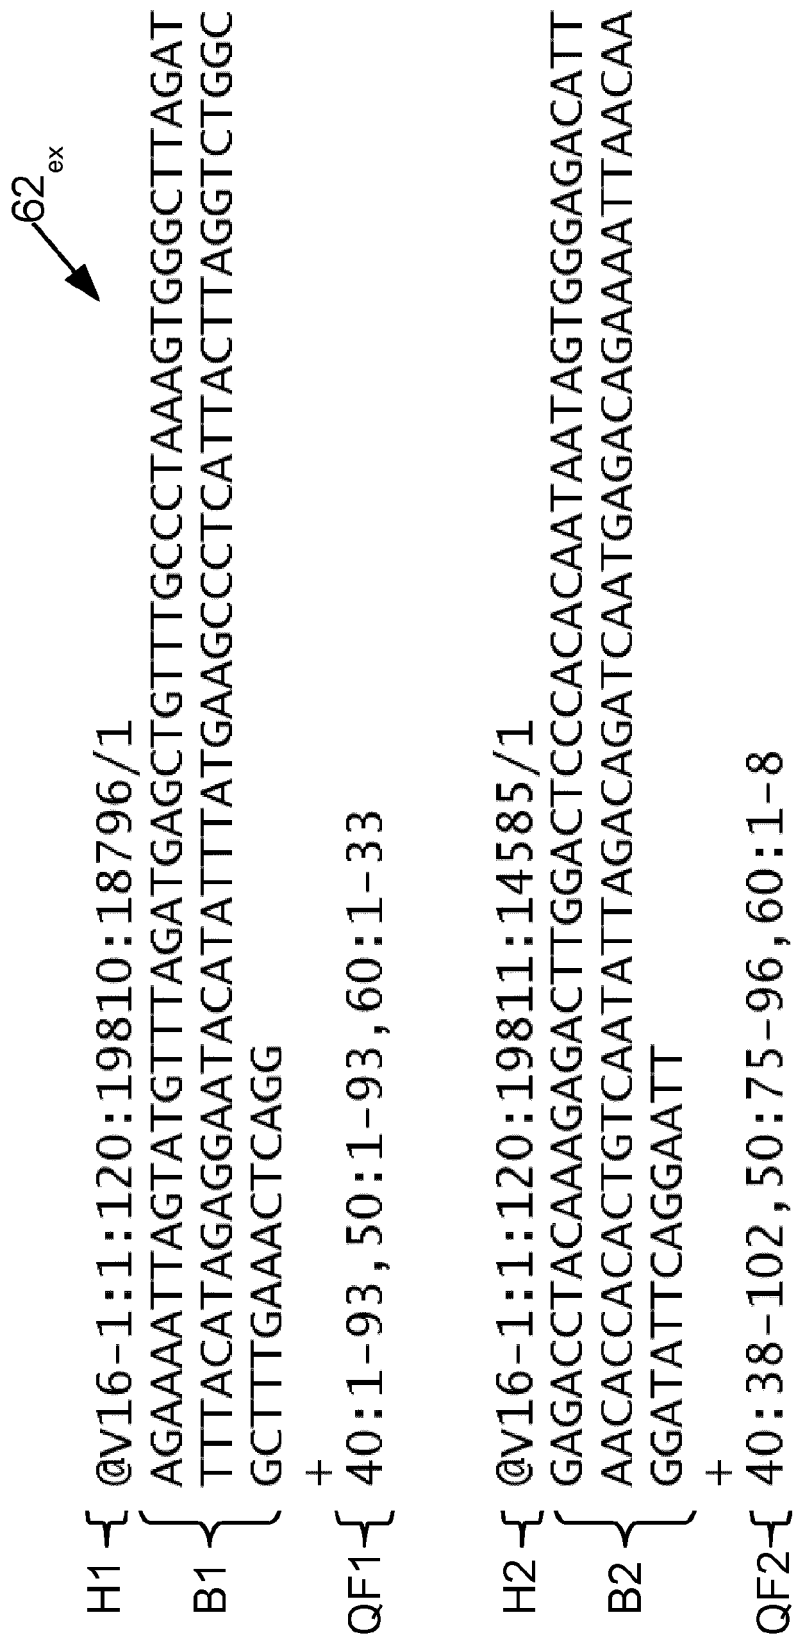 62ex
H1 @v16-1:1:120:19810:18796/1
AGAAAATTAGTATGTTTAGATGAGCTGTTTGCCCTAAAGTGGGCTTAGAT
B1 TTTACATAGAGGAATACATATTTATGAAGCCCTCATTACTTAGGTCTGGC
GCTTTGAAACTCAGG
+
QF1 40:1-93,50:1-93,60:1-33
H2 @v16-1:1:120:19811:14585/1
GAGACCTACAAAGAGACTTGGACTCCCACACAATAATAGTGGGAGACATT
B2 AACACCACACTGTCAATATTAGACAGATCAATGAGACAGAAAATTAACAA
GGATATTCAGGAATT
+
QF2 40:38-102,50:75-96,60:1-8